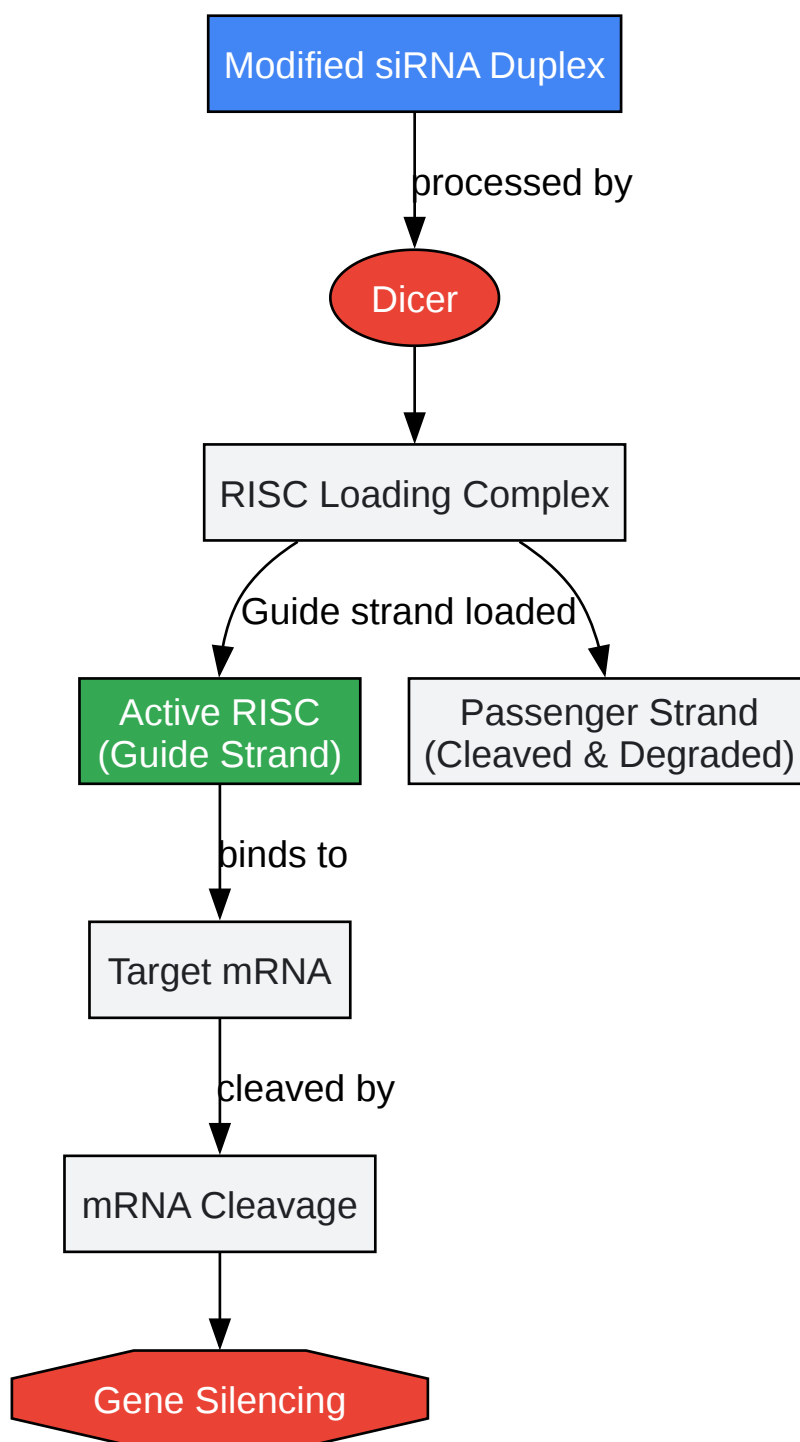 Modified siRNA Duplex
processed by
Dicer
RISC Loading Complex
Guide strand loaded
Active RISC
(Guide Strand)
Passenger Strand
(Cleaved & Degraded)
binds to
Target mRNA
cleaved by
mRNA Cleavage
Gene Silencing